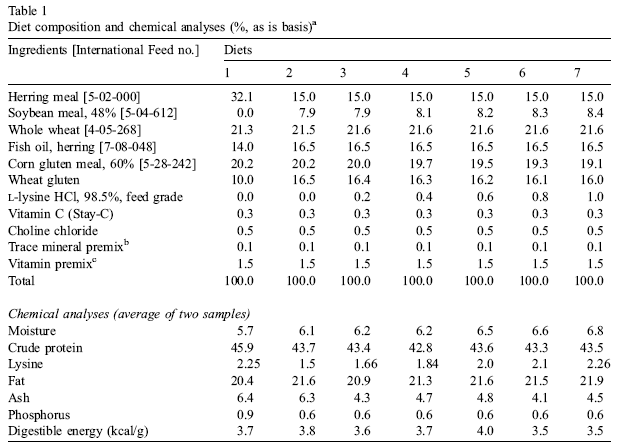 Table 1
Diet composition and chemical analyses (%, as is basis)a
Ingredients [International Feed no.] Diets
1 2 3 4 5 6 7
Herring meal [5-02-000] 32.1 15.0 15.0 15.0 15.0 15.0 15.0
Soybean meal, 48% [5-04-612] 0.0 7.9 7.9 8.1 8.2 8.3 8.4
Whole wheat [4-05-268] 21.3 21.5 21.6 21.6 21.6 21.6 21.6
Fish oil, herring [7-08-048] 14.0 16.5 16.5 16.5 16.5 16.5 16.5
Corn gluten meal, 60% [5-28-242] 20.2 20.2 20.0 19.7 19.5 19.3 19.1
Wheat gluten 10.0 16.5 16.4 16.3 16.2 16.1 16.0
L-lysine HCl, 98.5%, feed grade 0.0 0.0 0.2 0.4 0.6 0.8 1.0
Vitamin C (Stay-C) 0.3 0.3 0.3 0.3 0.3 0.3 0.3
Choline chloride 0.5 0.5 0.5 0.5 0.5 0.5 0.5
Trace mineral premixb 0.1 0.1 0.1 0.1 0.1 0.1 0.1
Vitamin premixc 1.5 1.5 1.5 1.5 1.5 1.5 1.5
Total 100.0 100.0 100.0 100.0 100.0 100.0 100.0
Chemical analyses (average of two samples)
Moisture 5.7 6.1 6.2 6.2 6.5 6.6 6.8
Crude protein 45.9 43.7 43.4 42.8 43.6 43.3 43.5
Lysine 2.25 1.5 1.66 1.84 2.0 2.1 2.26
Fat 20.4 21.6 20.9 21.3 21.6 21.5 21.9
Ash 6.4 6.3 4.3 4.7 4.8 4.1 4.5
Phosphorus 0.9 0.6 0.6 0.6 0.6 0.6 0.6
Digestible energy (kcal/g) 3.7 3.8 3.6 3.7 4.0 3.5 3.5